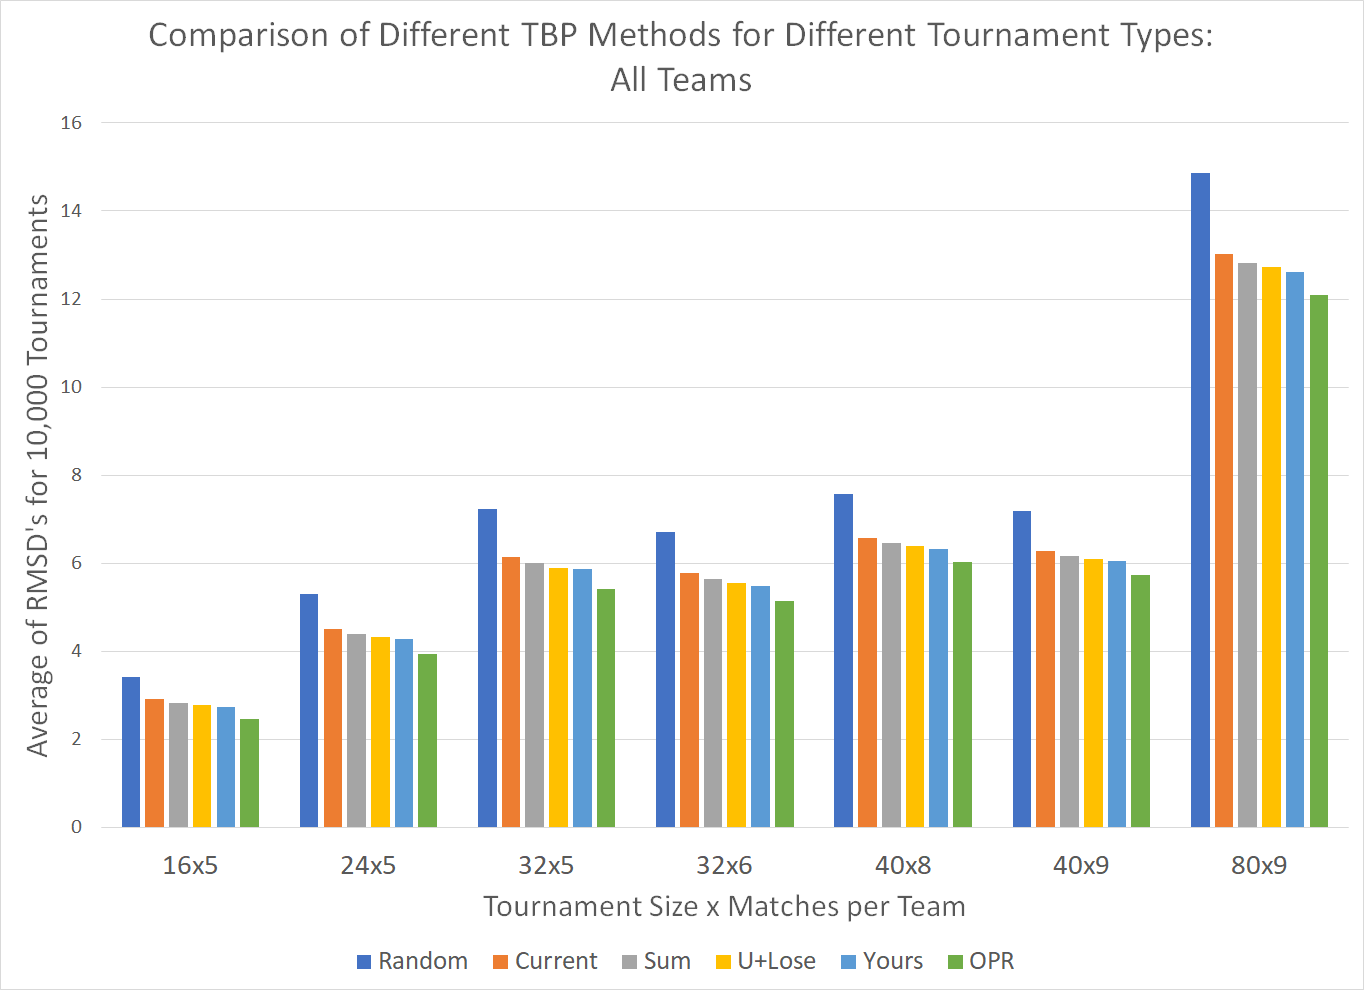 Comparison of Different TBP Methods for Different Tournament Types:
All Teams
Average of RMSD's for 10,000 Tournaments
16
14
12
10
8
6
4
2
0
16x5 24x5 32x5 32x6 40x8 40x9 80x9
Tournament Size x Matches per Team
Random Current Sum U+Lose Yours OPR